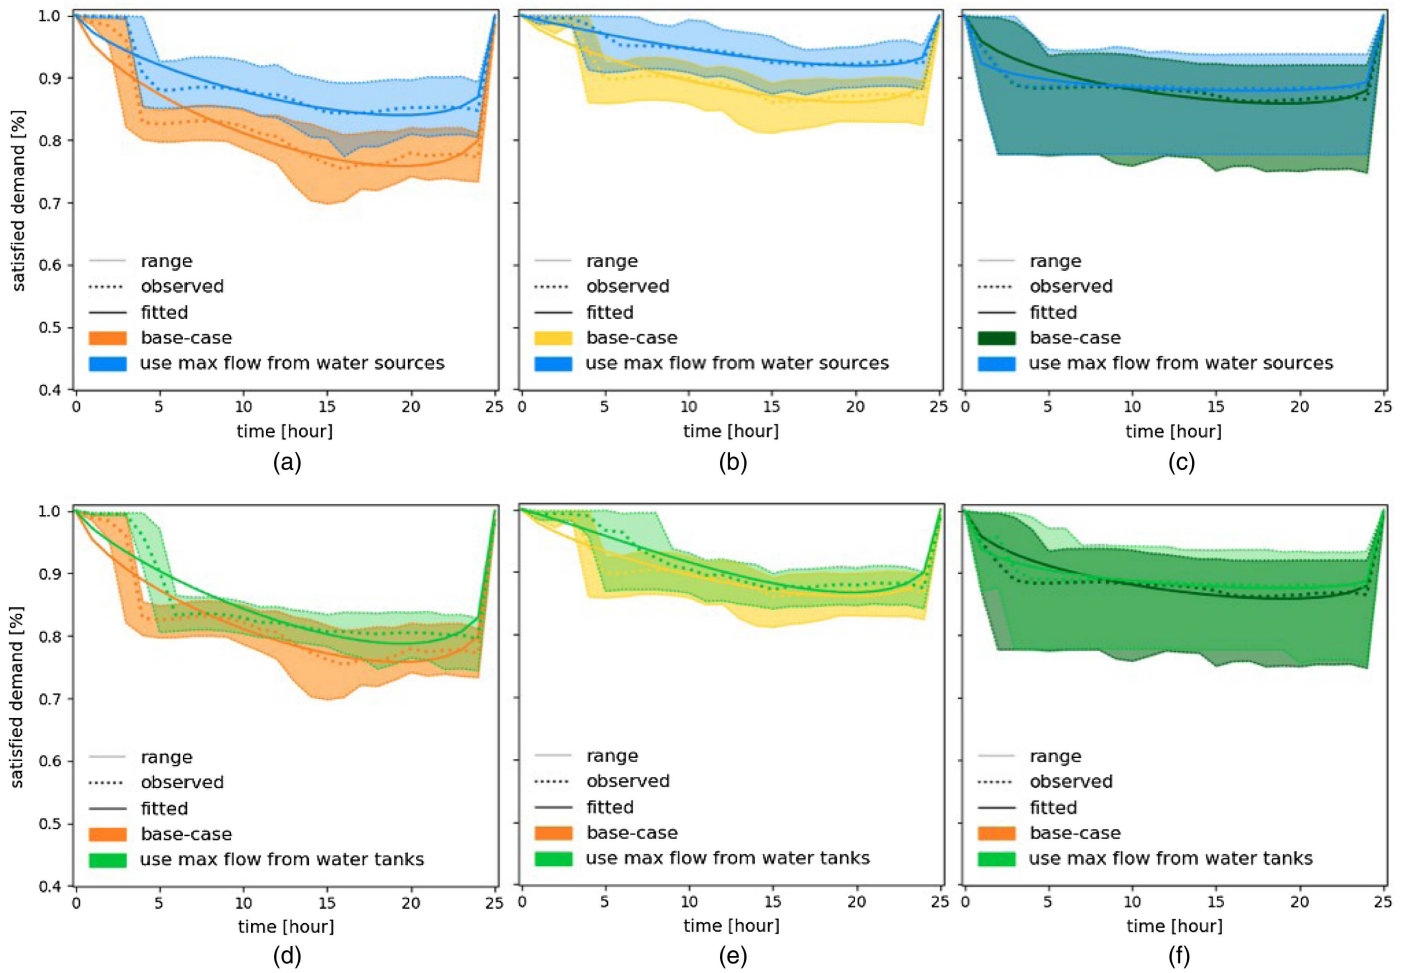 1.0
0.9
0.8
0.7
0.6
0.5
0.4
satisfied demand [%]
range
observed
fitted
base-case
use max flow from water sources
0 5 10 15 20 25
time [hour]
(a)
range
observed
fitted
base-case
use max flow from water sources
0 5 10 15 20 25
time [hour]
(b)
range
observed
fitted
base-case
use max flow from water sources
0 5 10 15 20 25
time [hour]
(c)
1.0
0.9
0.8
0.7
0.6
0.5
0.4
satisfied demand [%]
range
observed
fitted
base-case
use max flow from water tanks
0 5 10 15 20 25
time [hour]
(d)
range
observed
fitted
base-case
use max flow from water tanks
0 5 10 15 20 25
time [hour]
(e)
range
observed
fitted
base-case
use max flow from water tanks
0 5 10 15 20 25
time [hour]
(f)